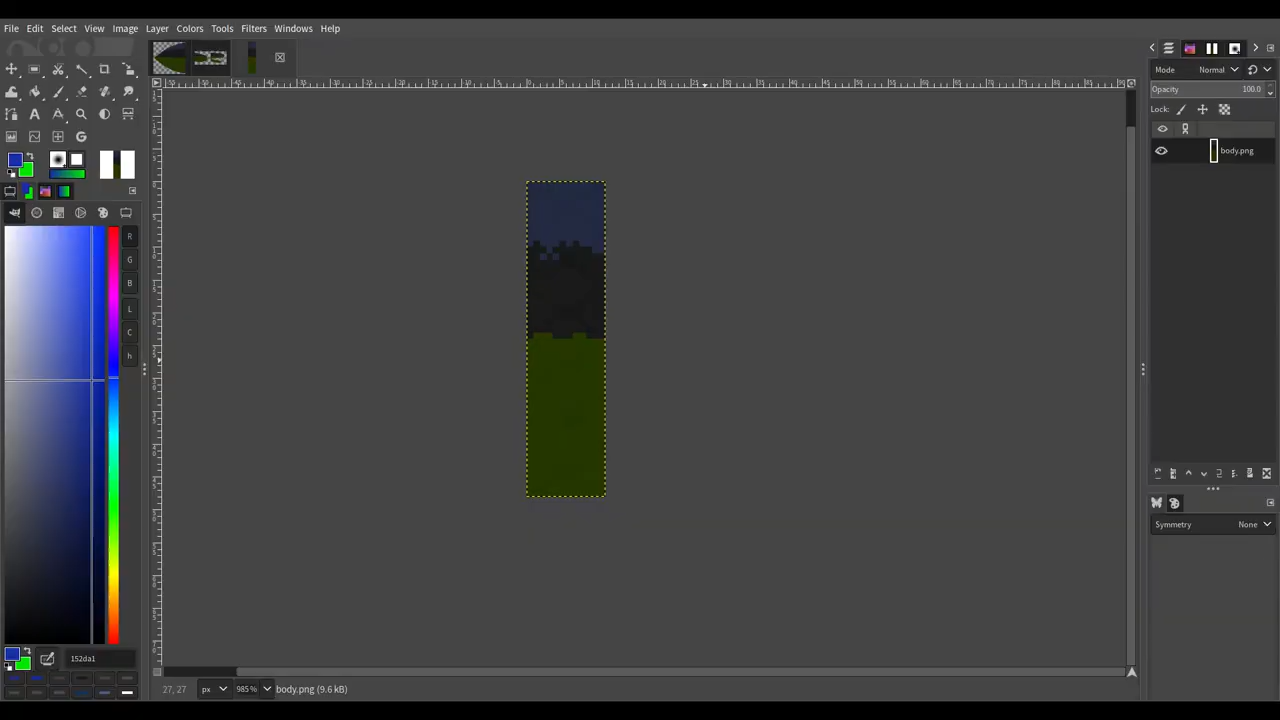 File Edit Select View Image Layer Colors Tools Filters Windows Help
Mode Normal
Opacity 100.0
Lock:
body.png
R
G
B
L
C
h
152da1
Symmetry None
27, 27 px 985% body.png (9.6 kB)